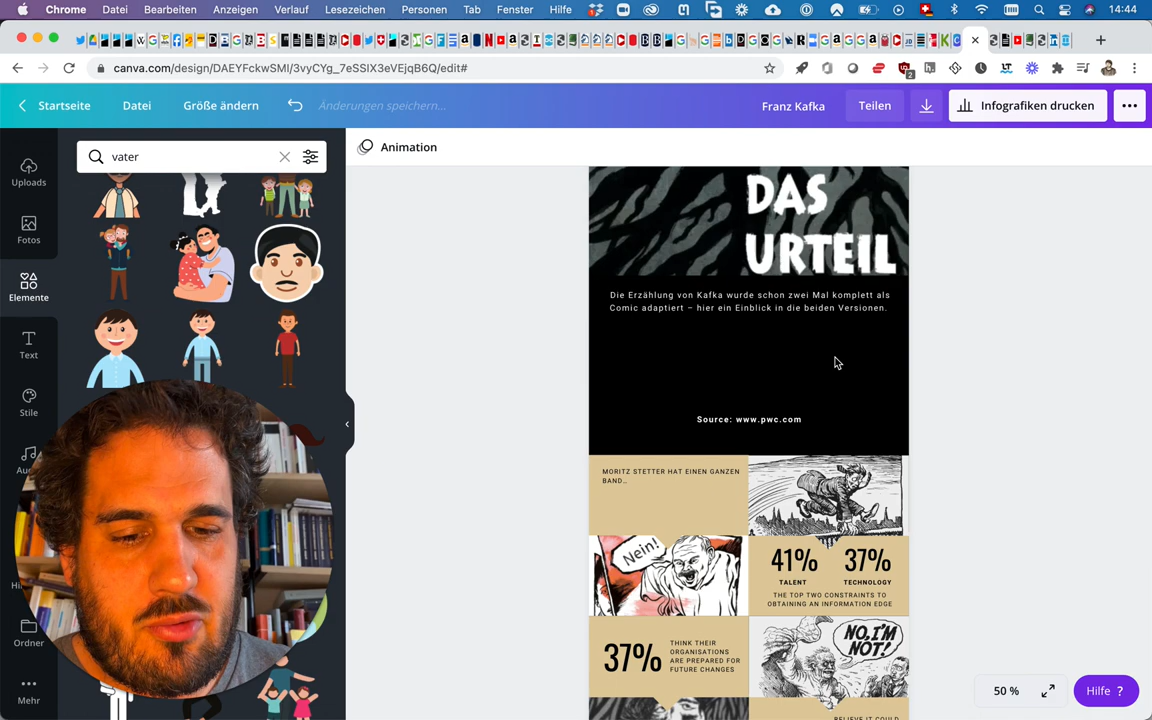 Chrome Datei Bearbeiten Anzeigen Verlauf Lesezeichen Personen Tab Fenster Hilfe 14:44
canva.com/design/DAEYFckwSMI/3vyCYg_7eSSIX3eVEjqB6Q/edit#
Startseite Datei Größe ändern Änderungen speichern... Franz Kafka Teilen Infografiken drucken
vater
Animation
Uploads
Fotos
Elemente
Text
Stile
Ordner
Mehr
DAS
URTEIL
Die Erzählung von Kafka wurde schon zwei Mal komplett als
Comic adaptiert – hier ein Einblick in die beiden Versionen.
Source: www.pwc.com
MORITZ STETTER HAT EINEN GANZEN
BAND…
Nein!
41% 37%
TALENT TECHNOLOGY
THE TOP TWO CONSTRAINTS TO
OBTAINING AN INFORMATION EDGE
37%
THINK THEIR
ORGANISATIONS
ARE PREPARED FOR
FUTURE CHANGES
NO, I'M
NOT!
BELIEVE IT COULD
50 %
Hilfe ?